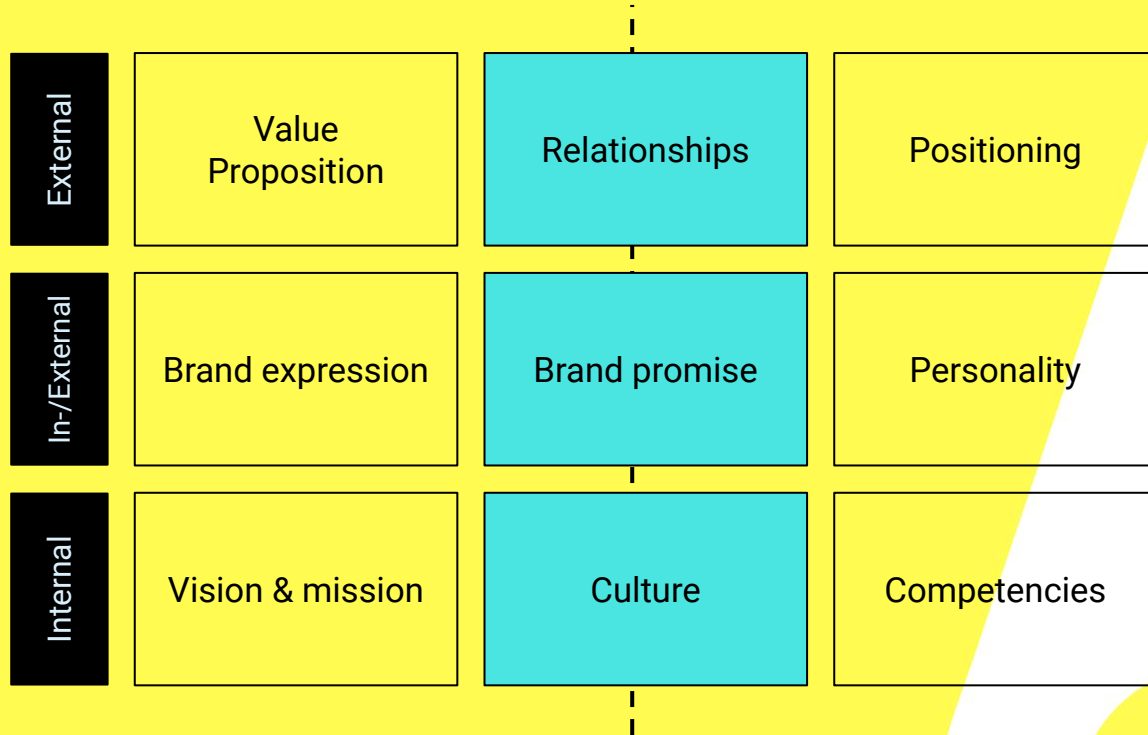 External
Value
Proposition
Relationships
Positioning
In-/External
Brand expression
Brand promise
Personality
Internal
Vision & mission
Culture
Competencies